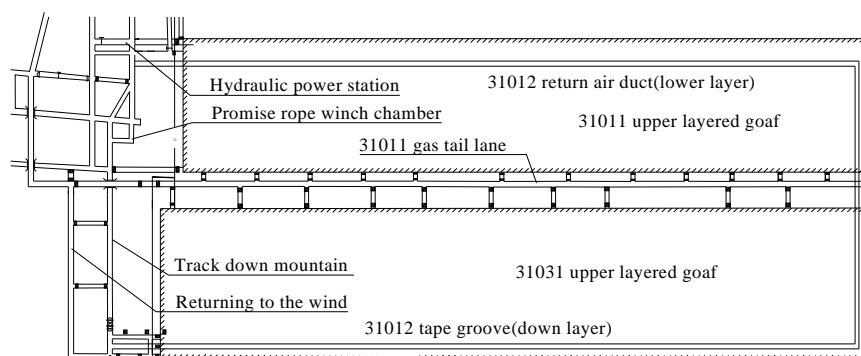 Hydraulic power station
31012 return air duct(lower layer)
Promise rope winch chamber
31011 upper layered goaf
31011 gas tail lane
Track down mountain
31031 upper layered goaf
Returning to the wind
31012 tape groove(down layer)